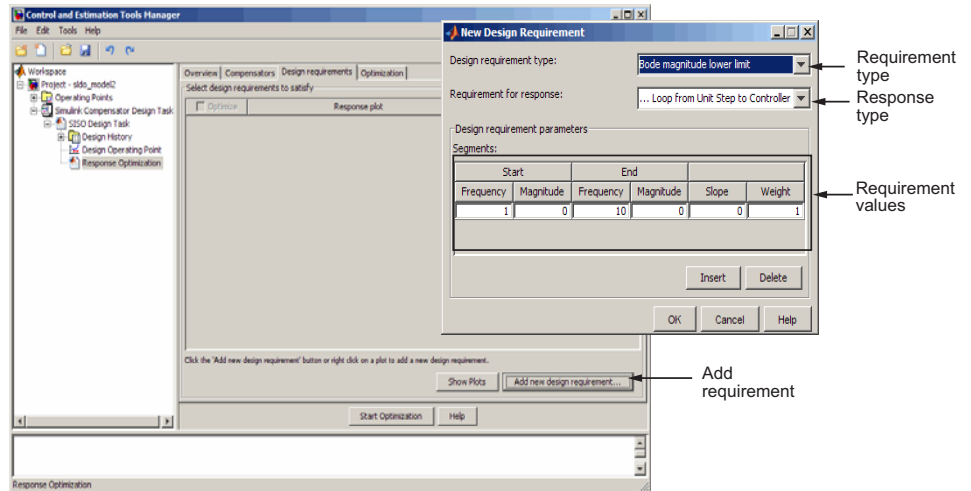 Control and Estimation Tools Manager
File Edit Tools Help
Workspace
Project - sldo_model2
Operating Points
Simulink Compensator Design Task
SISO Design Task
Design History
Design Operating Point
Response Optimization
Overview Compensators Design requirements Optimization
Select design requirements to satisfy
Optimize Response plot
Click the 'Add new design requirement' button or right click on a plot to add a new design requirement.
Show Plots Add new design requirement...
Start Optimization Help
Response Optimization
New Design Requirement
Design requirement type: Bode magnitude lower limit
Requirement for response: ... Loop from Unit Step to Controller
Design requirement parameters
Segments:
Start End
Frequency Magnitude Frequency Magnitude Slope Weight
1 0 10 0 0 1
Insert Delete
OK Cancel Help
Requirement
type
Response
type
Requirement
values
Add
requirement